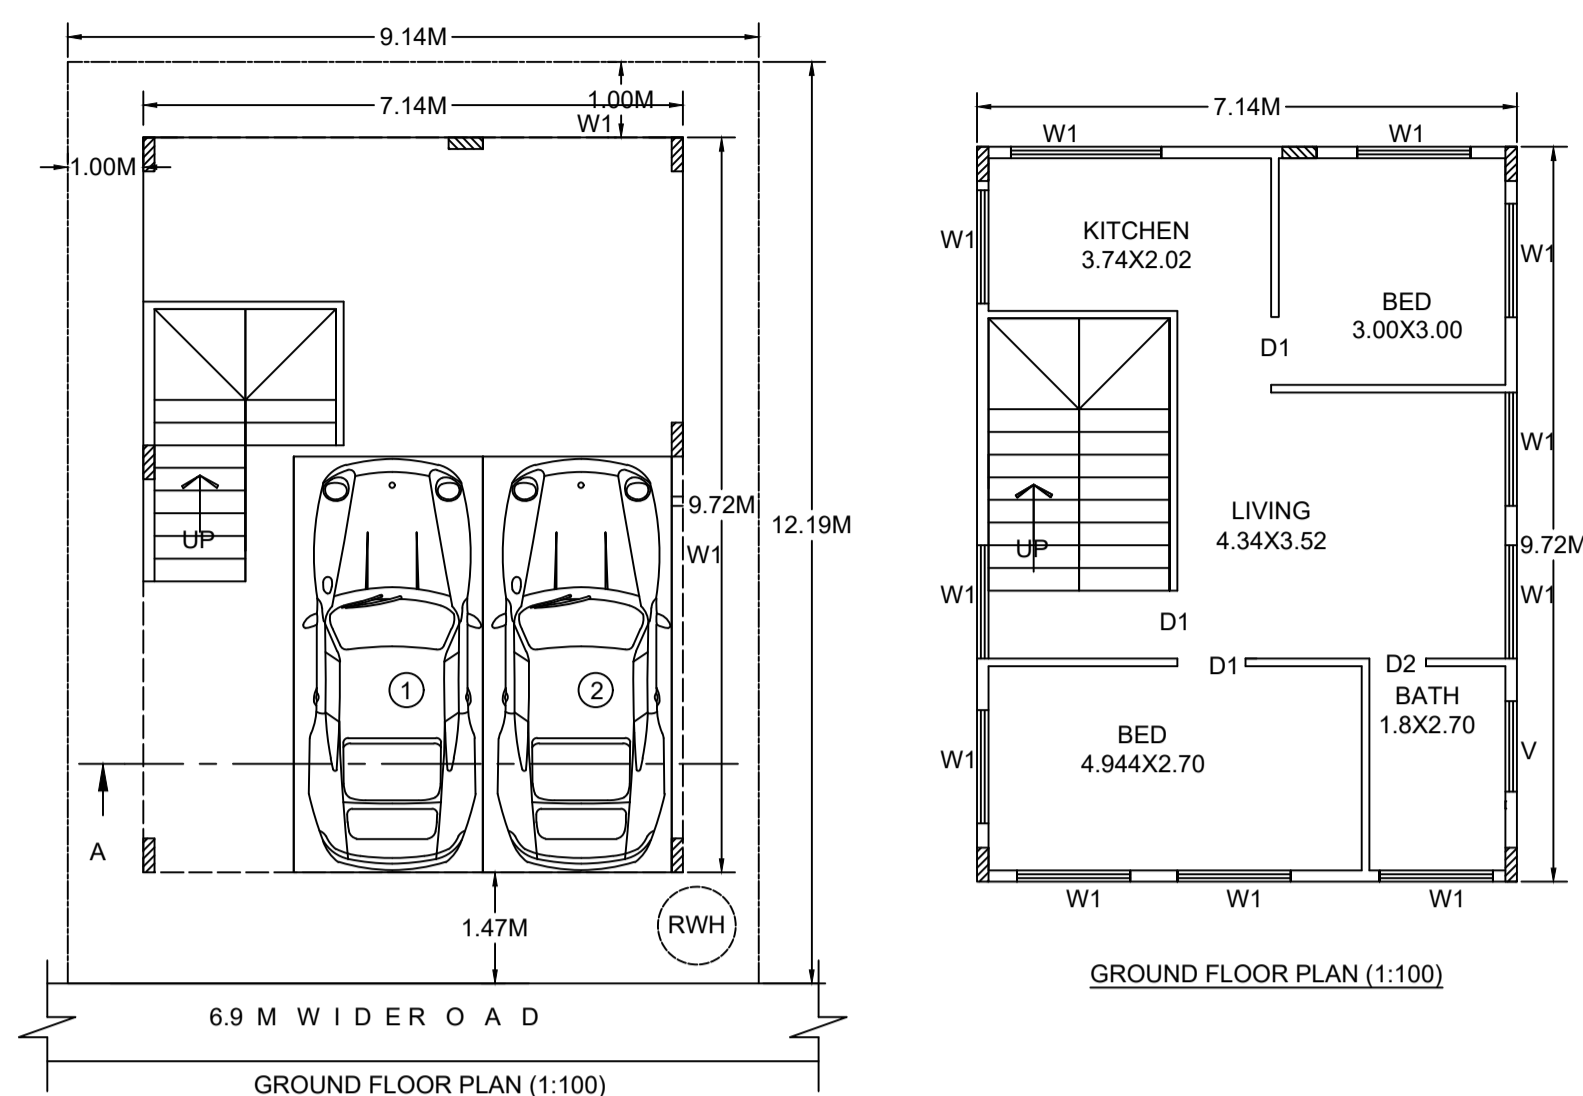 9.14M
7.14M
1.00M
W1
1.00M
9.72M
12.19M
W1
UP
1
2
A
1.47M
RWH
6.9 M W I D E R O A D
GROUND FLOOR PLAN (1:100)
7.14M
W1
W1
W1
KITCHEN
3.74X2.02
W1
BED
3.00X3.00
D1
W1
LIVING
4.34X3.52
UP
9.72M
W1
W1
D1
D1
D2
BATH
1.8X2.70
BED
4.944X2.70
W1
V
W1
W1
W1
GROUND FLOOR PLAN (1:100)